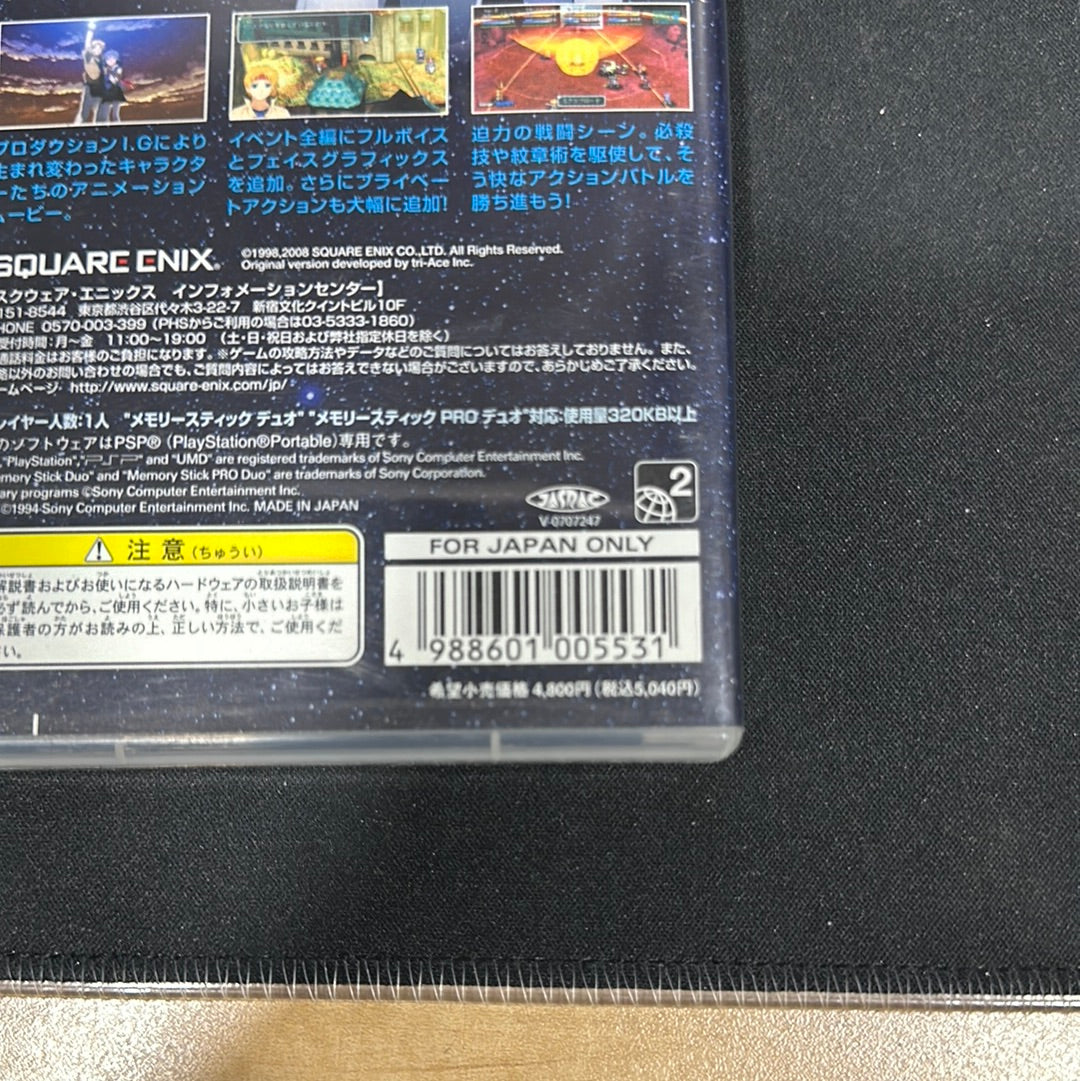 プロダクション I.Gにより
生まれ変わったキャラクタ
ーたちのアニメーション
ムービー。
イベント全編にフルボイス
とフェイスグラフィックス
を追加。さらにプライベー
トアクションも大幅に追加!
迫力の戦闘シーン。必殺
技や紋章術を駆使して、そ
う快なアクションバトルを
勝ち進もう!
SQUARE ENIX®
©1998,2008 SQUARE ENIX CO.,LTD. All Rights Reserved.
Original version developed by tri-Ace Inc.
スクウェア・エニックス インフォメーションセンター】
151-8544 東京都渋谷区代々木3-22-7 新宿文化クイントビル10F
HONE 0570-003-399 (PHSからご利用の場合は03-5333-1860)
受付時間:月〜金 11:00〜19:00 (土・日・祝日および弊社指定休日を除く)
通話料金はお客様のご負担になります。※ゲームの攻略方法やデータなどのご質問についてはお答えしておりません。また、
略以外のお問い合わせの場合でも、ご質問内容によってはお答えできない場合がございますので、あらかじめご了承ください。
ームページ http://www.square-enix.com/jp/
レイヤー人数:1人 "メモリースティック デュオ" "メモリースティック PRO デュオ"対応:使用量320KB以上
のソフトウェアはPSP® (PlayStation®Portable)専用です。
,"PlayStation","PSP" and "UMD" are registered trademarks of Sony Computer Entertainment Inc.
mory Stick Duo" and "Memory Stick PRO Duo" are trademarks of Sony Corporation.
ary programs ©Sony Computer Entertainment Inc.
©1994 Sony Computer Entertainment Inc. MADE IN JAPAN
JASRAC
V-0707247
2
注意(ちゅうい)
解説書およびお使いになるハードウェアの取扱説明書を
必ず読んでから、ご使用ください。特に、小さいお子様は
保護者の方がお読みの上、正しい方法で、ご使用くだ
さい。
FOR JAPAN ONLY
4 988601 005531
希望小売価格 4,800円(税込5,040円)